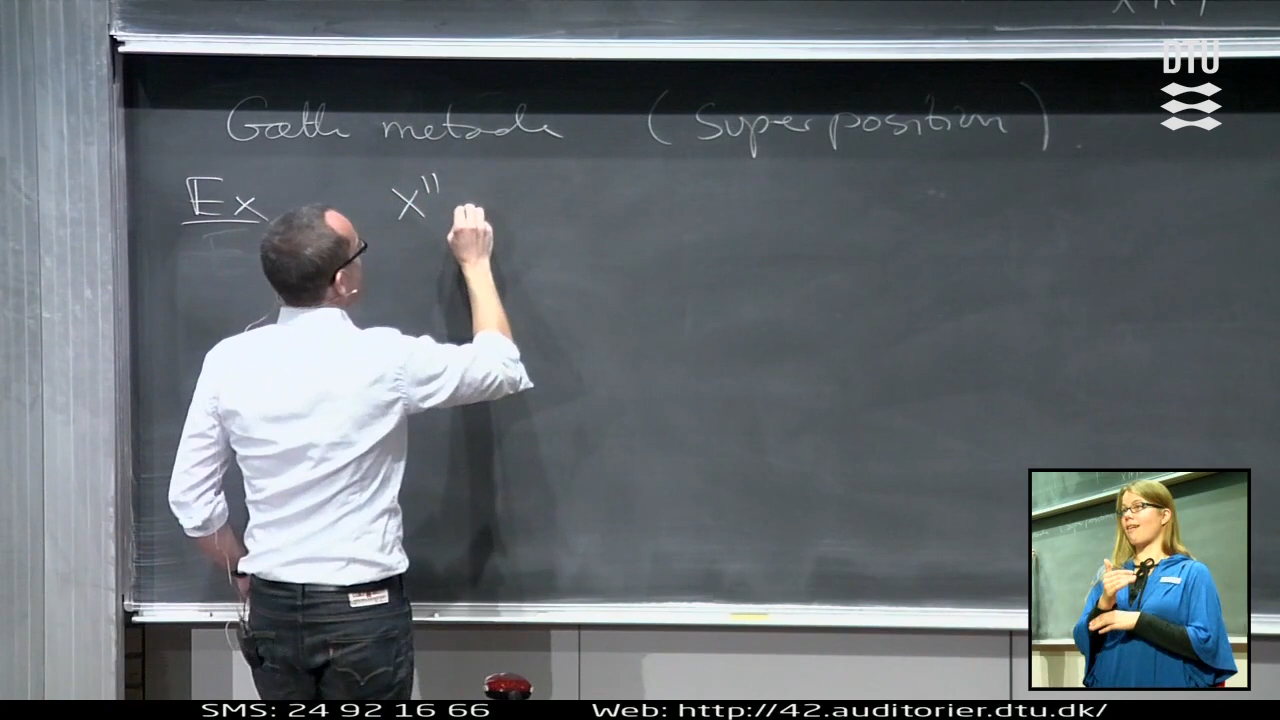 DTU
Gætte metode (Superposition)
Ex x"
SMS: 24 92 16 66 Web: http://42.auditorier.dtu.dk/